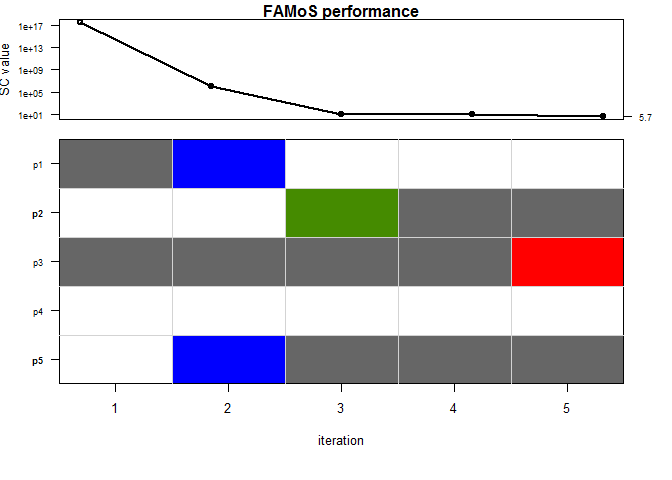 FAMoS performance
SC value
1e+17
1e+13
1e+09
1e+05
1e+01
5.7
p1
p2
p3
p4
p5
1 2 3 4 5
iteration